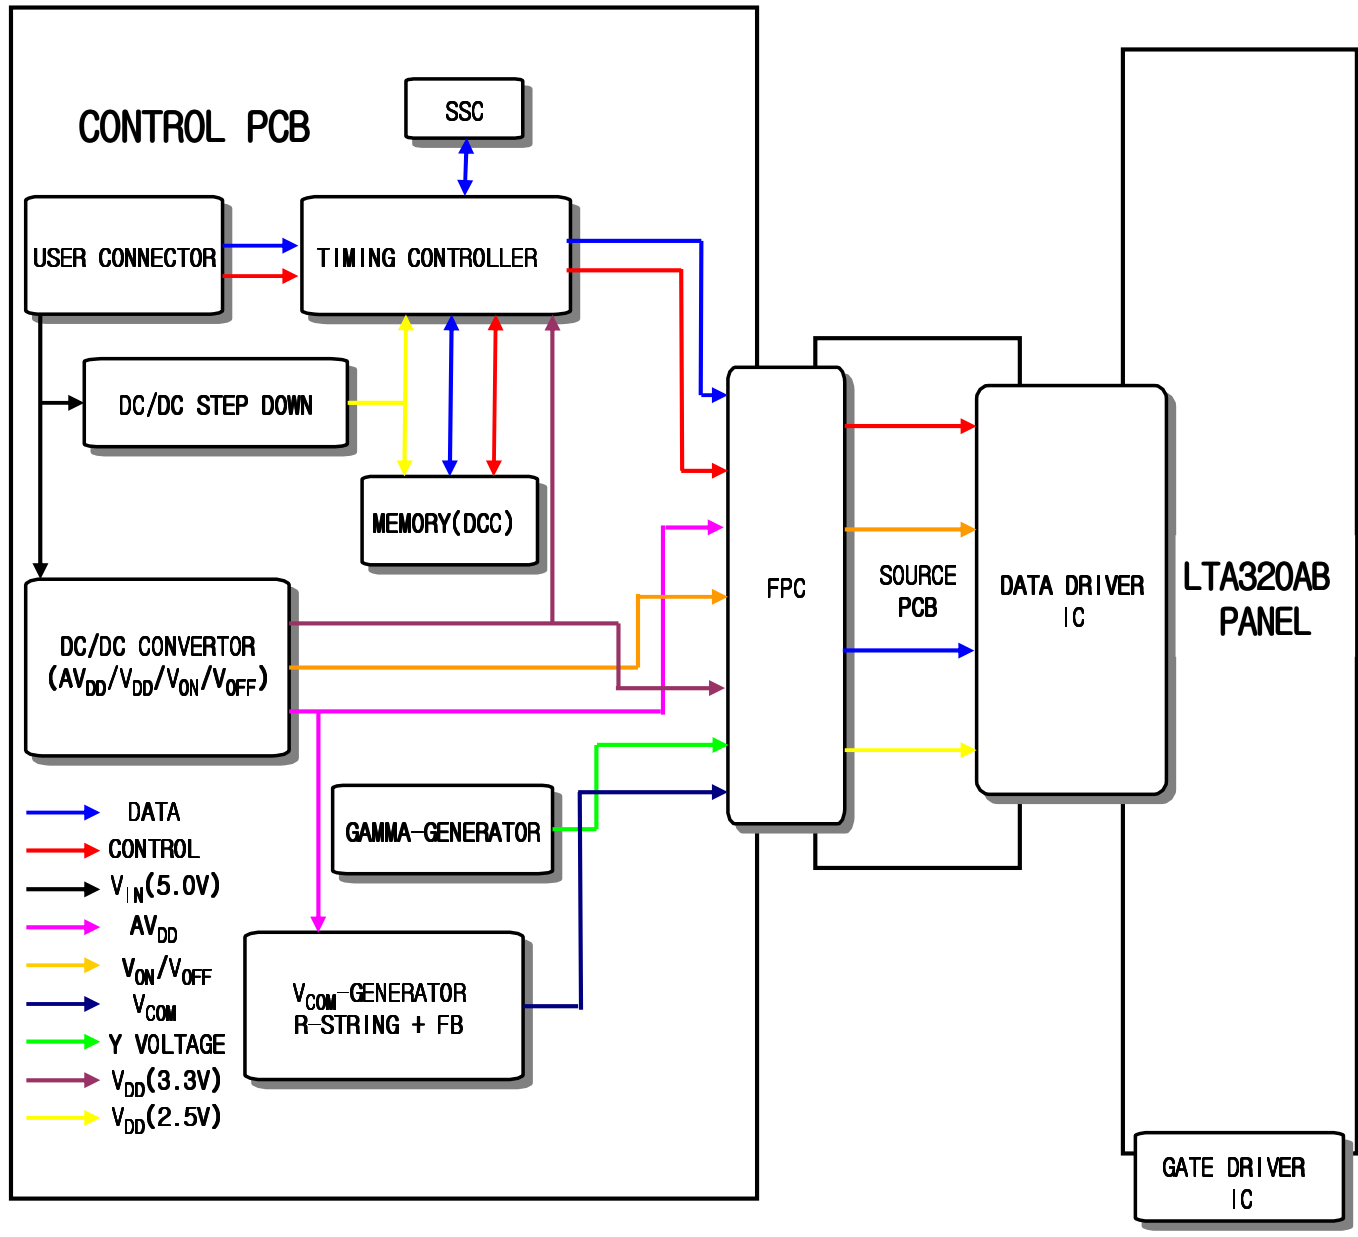 CONTROL PCB
SSC
USER CONNECTOR
TIMING CONTROLLER
DC/DC STEP DOWN
MEMORY(DCC)
DC/DC CONVERTOR
(AVDD/VDD/VON/VOFF)
FPC
SOURCE
PCB
DATA DRIVER
IC
LTA320AB
PANEL
GAMMA-GENERATOR
VCOM-GENERATOR
R-STRING + FB
DATA
CONTROL
VIN(5.0V)
AVDD
VON/VOFF
VCOM
Y VOLTAGE
VDD(3.3V)
VDD(2.5V)
GATE DRIVER
IC